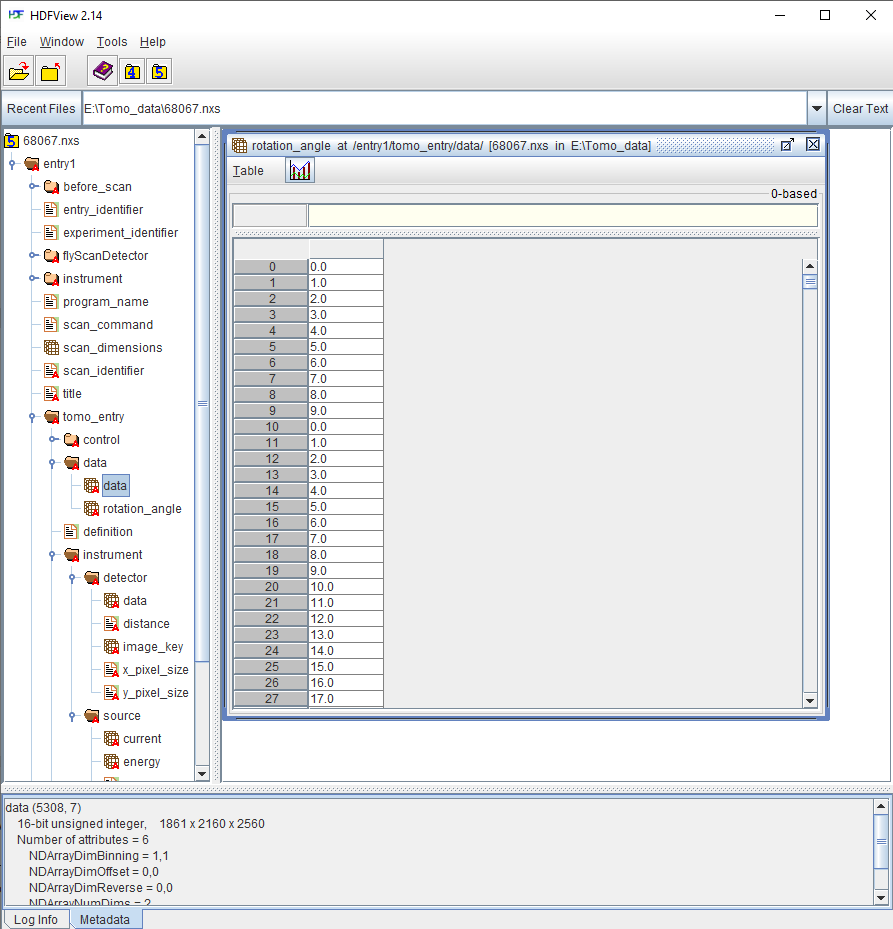 HDFView 2.14
File Window Tools Help
4 5
Recent Files E:\Tomo_data\68067.nxs Clear Text
5 68067.nxs
entry1
before_scan
entry_identifier
experiment_identifier
flyScanDetector
instrument
program_name
scan_command
scan_dimensions
scan_identifier
title
tomo_entry
control
data
data
rotation_angle
definition
instrument
detector
data
distance
image_key
x_pixel_size
y_pixel_size
source
current
energy
rotation_angle at /entry1/tomo_entry/data/ [68067.nxs in E:\Tomo_data]
Table
0-based
0 0.0
1 1.0
2 2.0
3 3.0
4 4.0
5 5.0
6 6.0
7 7.0
8 8.0
9 9.0
10 0.0
11 1.0
12 2.0
13 3.0
14 4.0
15 5.0
16 6.0
17 7.0
18 8.0
19 9.0
20 10.0
21 11.0
22 12.0
23 13.0
24 14.0
25 15.0
26 16.0
27 17.0
data (5308, 7)
16-bit unsigned integer, 1861 x 2160 x 2560
Number of attributes = 6
NDArrayDimBinning = 1,1
NDArrayDimOffset = 0,0
NDArrayDimReverse = 0,0
NDArrayNumDims = 2
Log Info Metadata